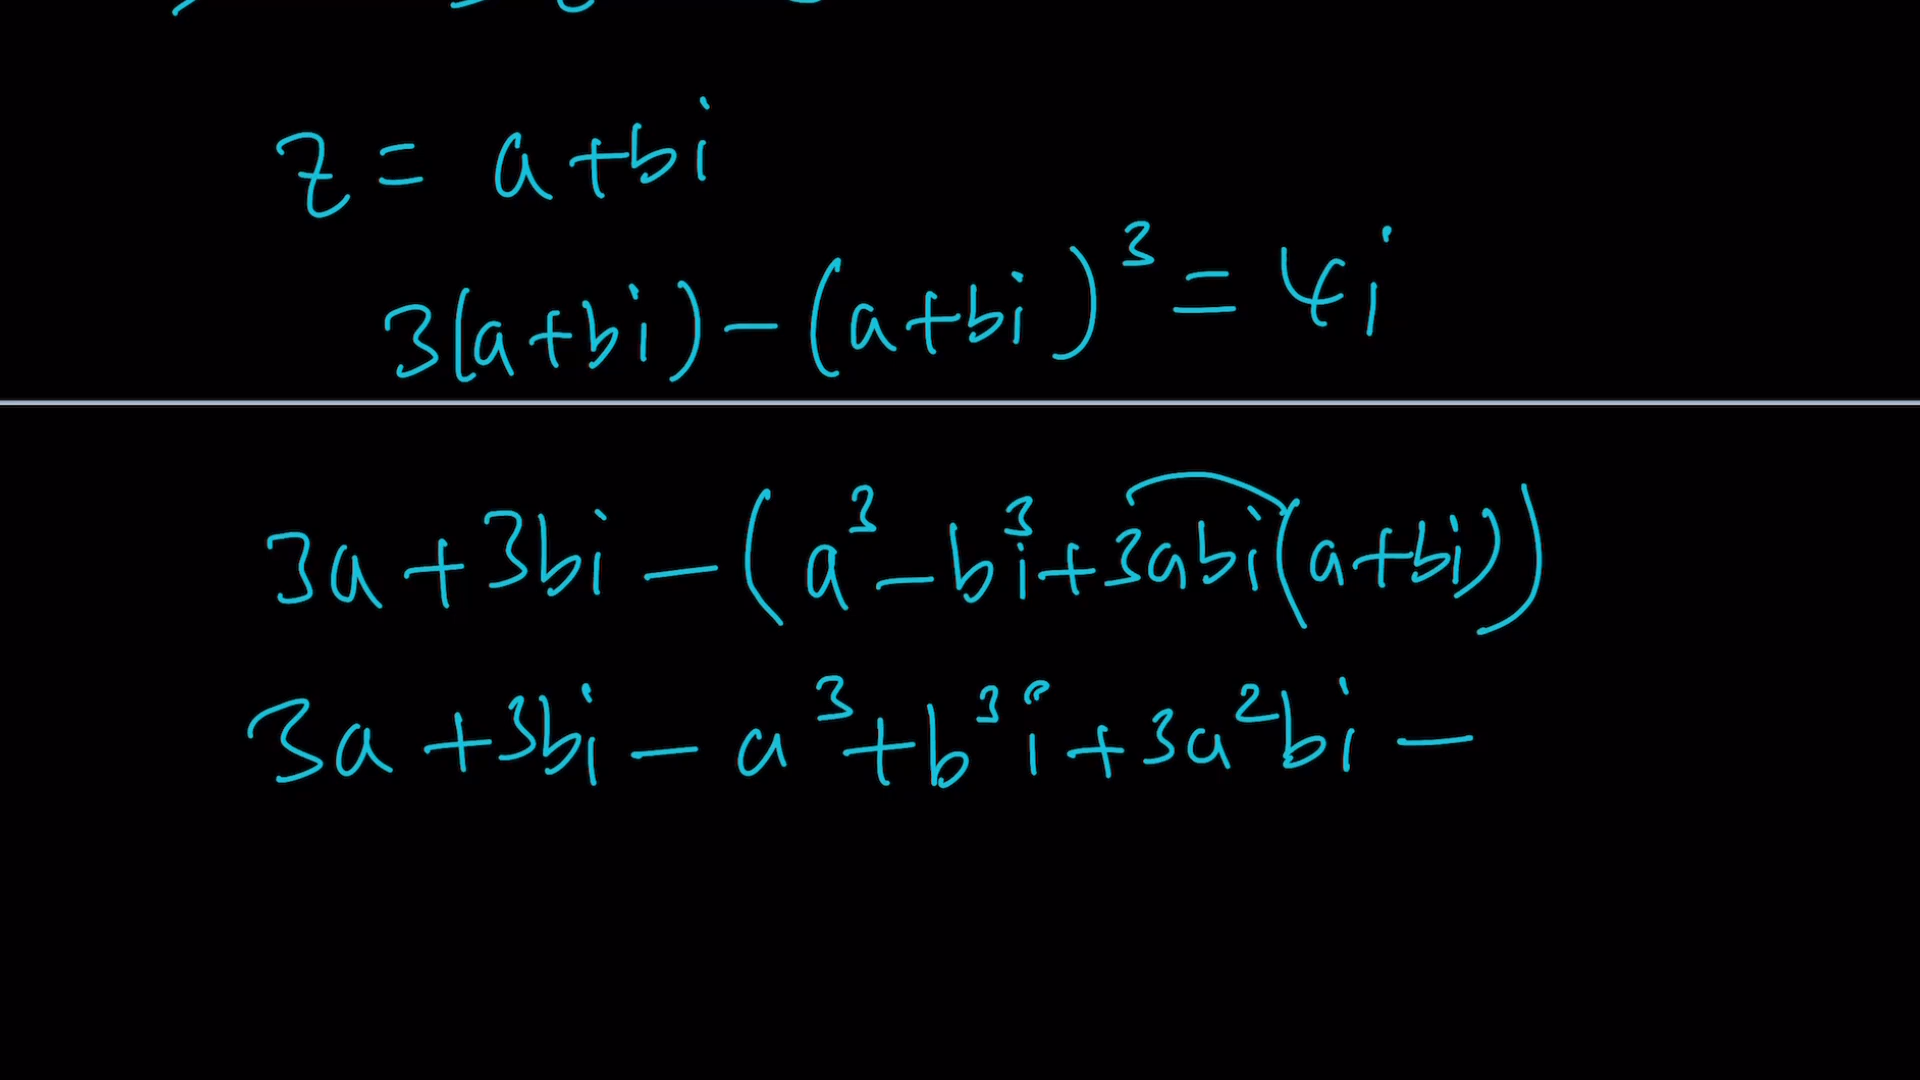 z = a+bi
3(a+bi)-(a+bi)³ = 4i
3a+3bi-(a³-b³i+3abi(a+bi))
3a+3bi-a³+b³i+3a²bi-